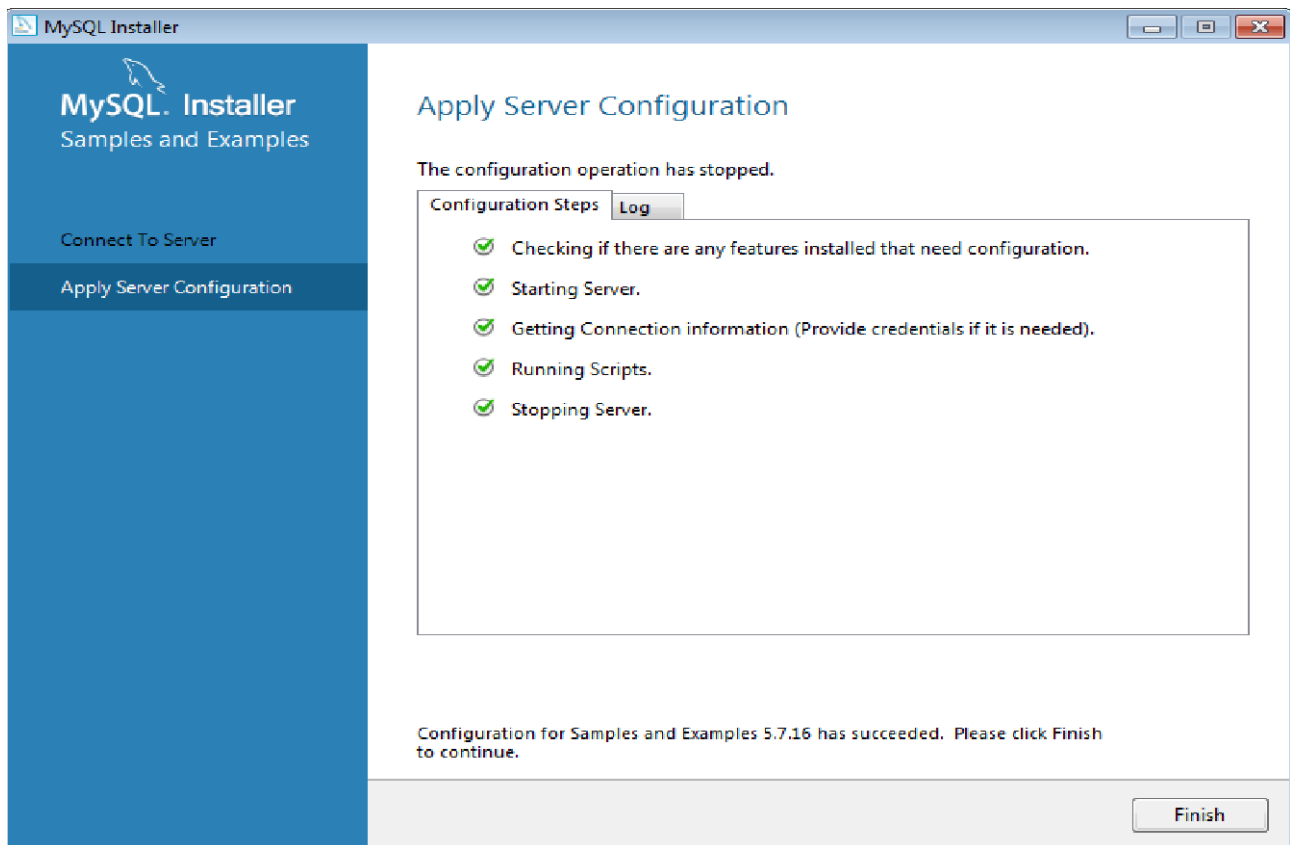 MySQL Installer
MySQL. Installer
Samples and Examples
Connect To Server
Apply Server Configuration
Apply Server Configuration
The configuration operation has stopped.
Configuration Steps
Log
Checking if there are any features installed that need configuration.
Starting Server.
Getting Connection information (Provide credentials if it is needed).
Running Scripts.
Stopping Server.
Configuration for Samples and Examples 5.7.16 has succeeded. Please click Finish
to continue.
Finish